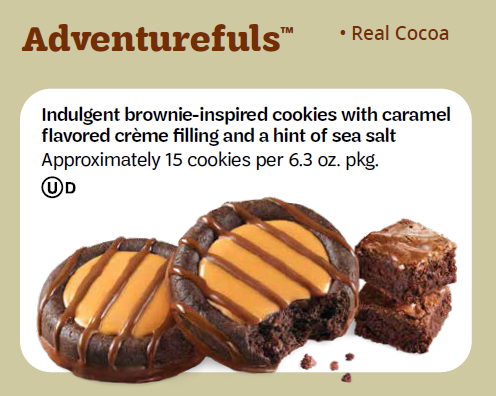 Adventurefuls™
• Real Cocoa
Indulgent brownie-inspired cookies with caramel
flavored crème filling and a hint of sea salt
Approximately 15 cookies per 6.3 oz. pkg.
ⓊD